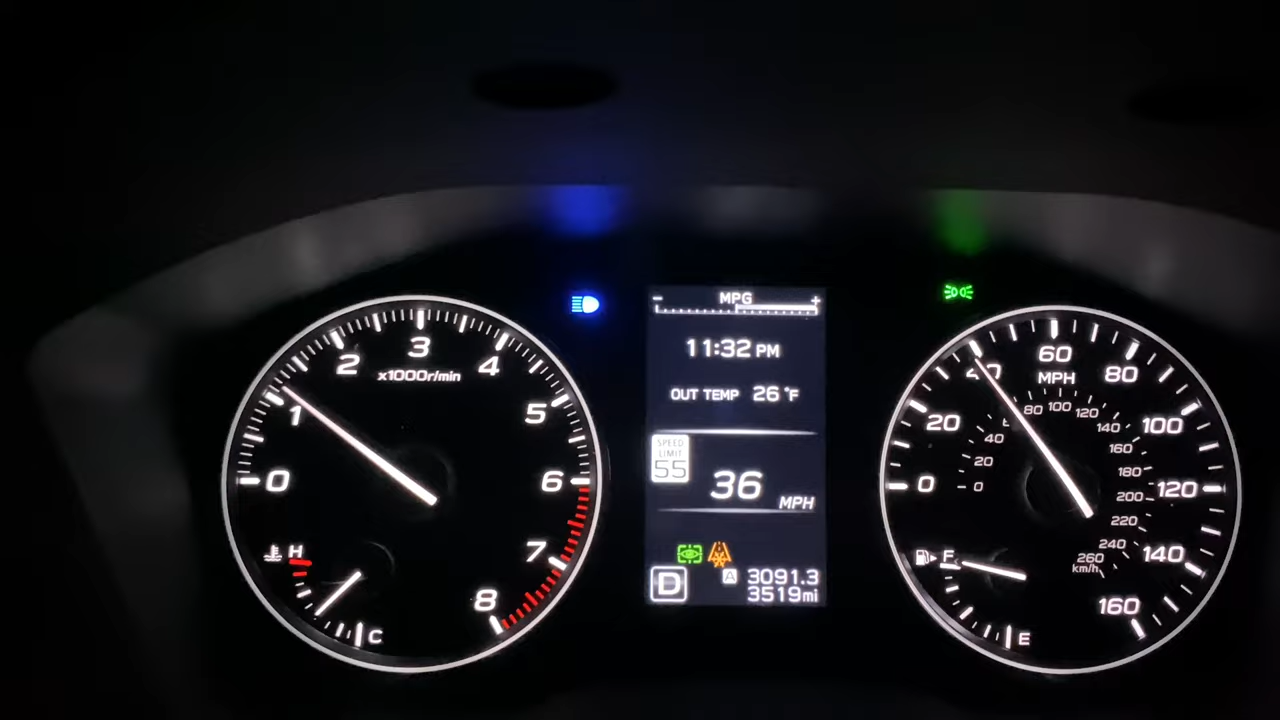 - MPG +
11:32 PM
OUT TEMP 26°F
SPEED LIMIT 55
36 MPH
D
A 3091.3
3519mi
0 1 2 3 4 5 6 7 8
x1000r/min
H
C
0 20 40 60 80 100 120 140 160
MPH
0 20 40 80 100 120 140 160 180 200 220 240 260
km/h
F
E